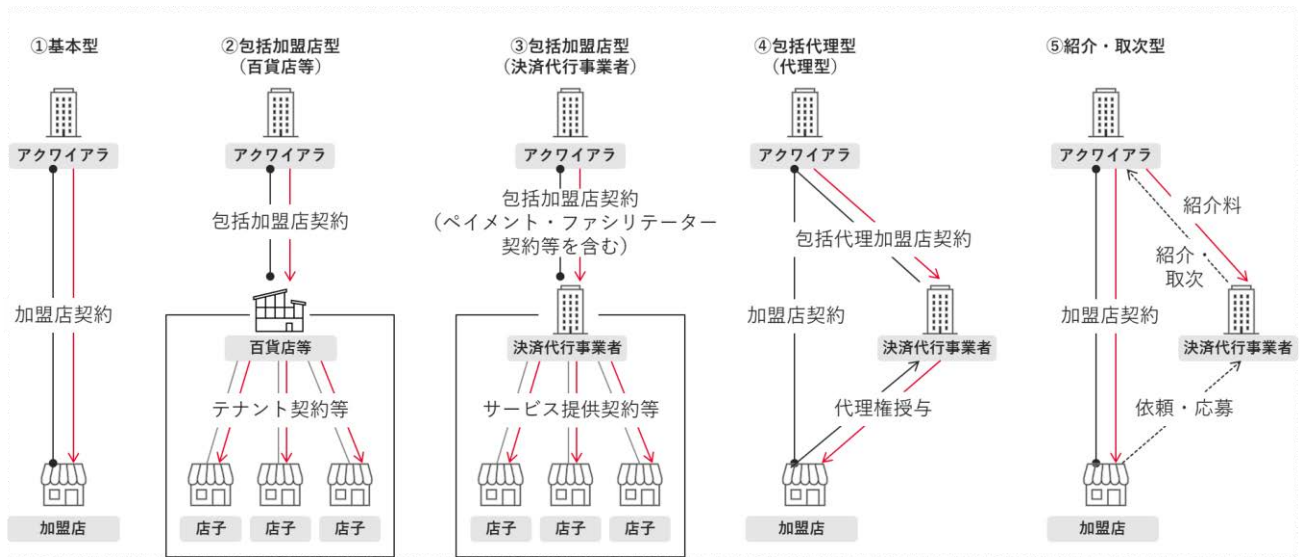 ①基本型
アクワイアラ
加盟店契約
加盟店
②包括加盟店型
(百貨店等)
アクワイアラ
包括加盟店契約
百貨店等
テナント契約等
店子
店子
店子
③包括加盟店型
(決済代行事業者)
アクワイアラ
包括加盟店契約
(ペイメント・ファシリテーター
契約等を含む)
決済代行事業者
サービス提供契約等
店子
店子
店子
④包括代理型
(代理型)
アクワイアラ
包括代理加盟店契約
加盟店契約
決済代行事業者
代理権授与
加盟店
⑤紹介・取次型
アクワイアラ
紹介料
紹介・
取次
加盟店契約
決済代行事業者
依頼・応募
加盟店